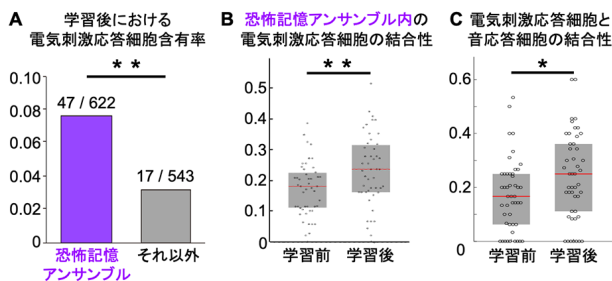 A
学習後における
電気刺激応答細胞含有率
＊＊
0.10
0.08
0.06
0.04
0.02
0
47 / 622
17 / 543
恐怖記憶
アンサンブル
それ以外
B
恐怖記憶アンサンブル内の
電気刺激応答細胞の結合性
＊＊
0.5
0.4
0.3
0.2
0.1
0
学習前
学習後
C
電気刺激応答細胞と
音応答細胞の結合性
＊
0.6
0.4
0.2
0
学習前
学習後